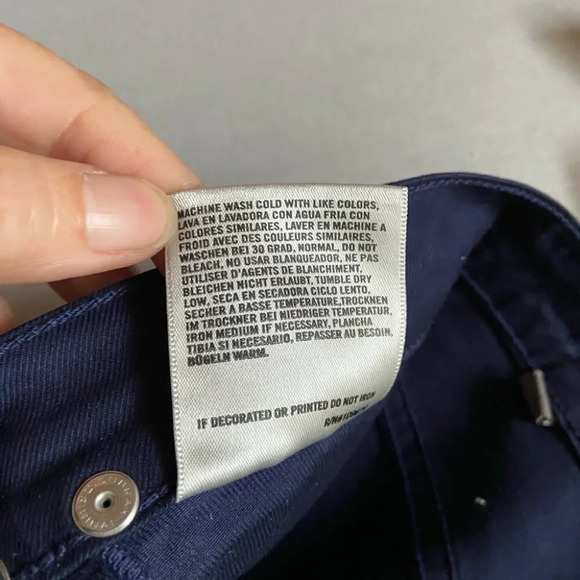 MACHINE WASH COLD WITH LIKE COLORS,
LAVA EN LAVADORA CON AGUA FRIA CON
COLORES SIMILARES, LAVER EN MACHINE A
FROID AVEC DES COULEURS SIMILAIRES,
WASCHEN BEI 30 GRAD, NORMAL. DO NOT
BLEACH, NO USAR BLANQUEADOR, NE PAS
UTILISER D'AGENTS DE BLANCHIMENT,
BLEICHEN NICHT ERLAUBT. TUMBLE DRY
LOW, SECA EN SECADORA CICLO LENTO,
SECHER A BASSE TEMPERATURE,TROCKNEN
IM TROCKNER BEI NIEDRIGER TEMPERATUR,
IRON MEDIUM IF NECESSARY, PLANCHA
TIBIA SI NECESARIO, REPASSER AU BESOIN,
BÜGELN WARM.
IF DECORATED OR PRINTED DO NOT IRON